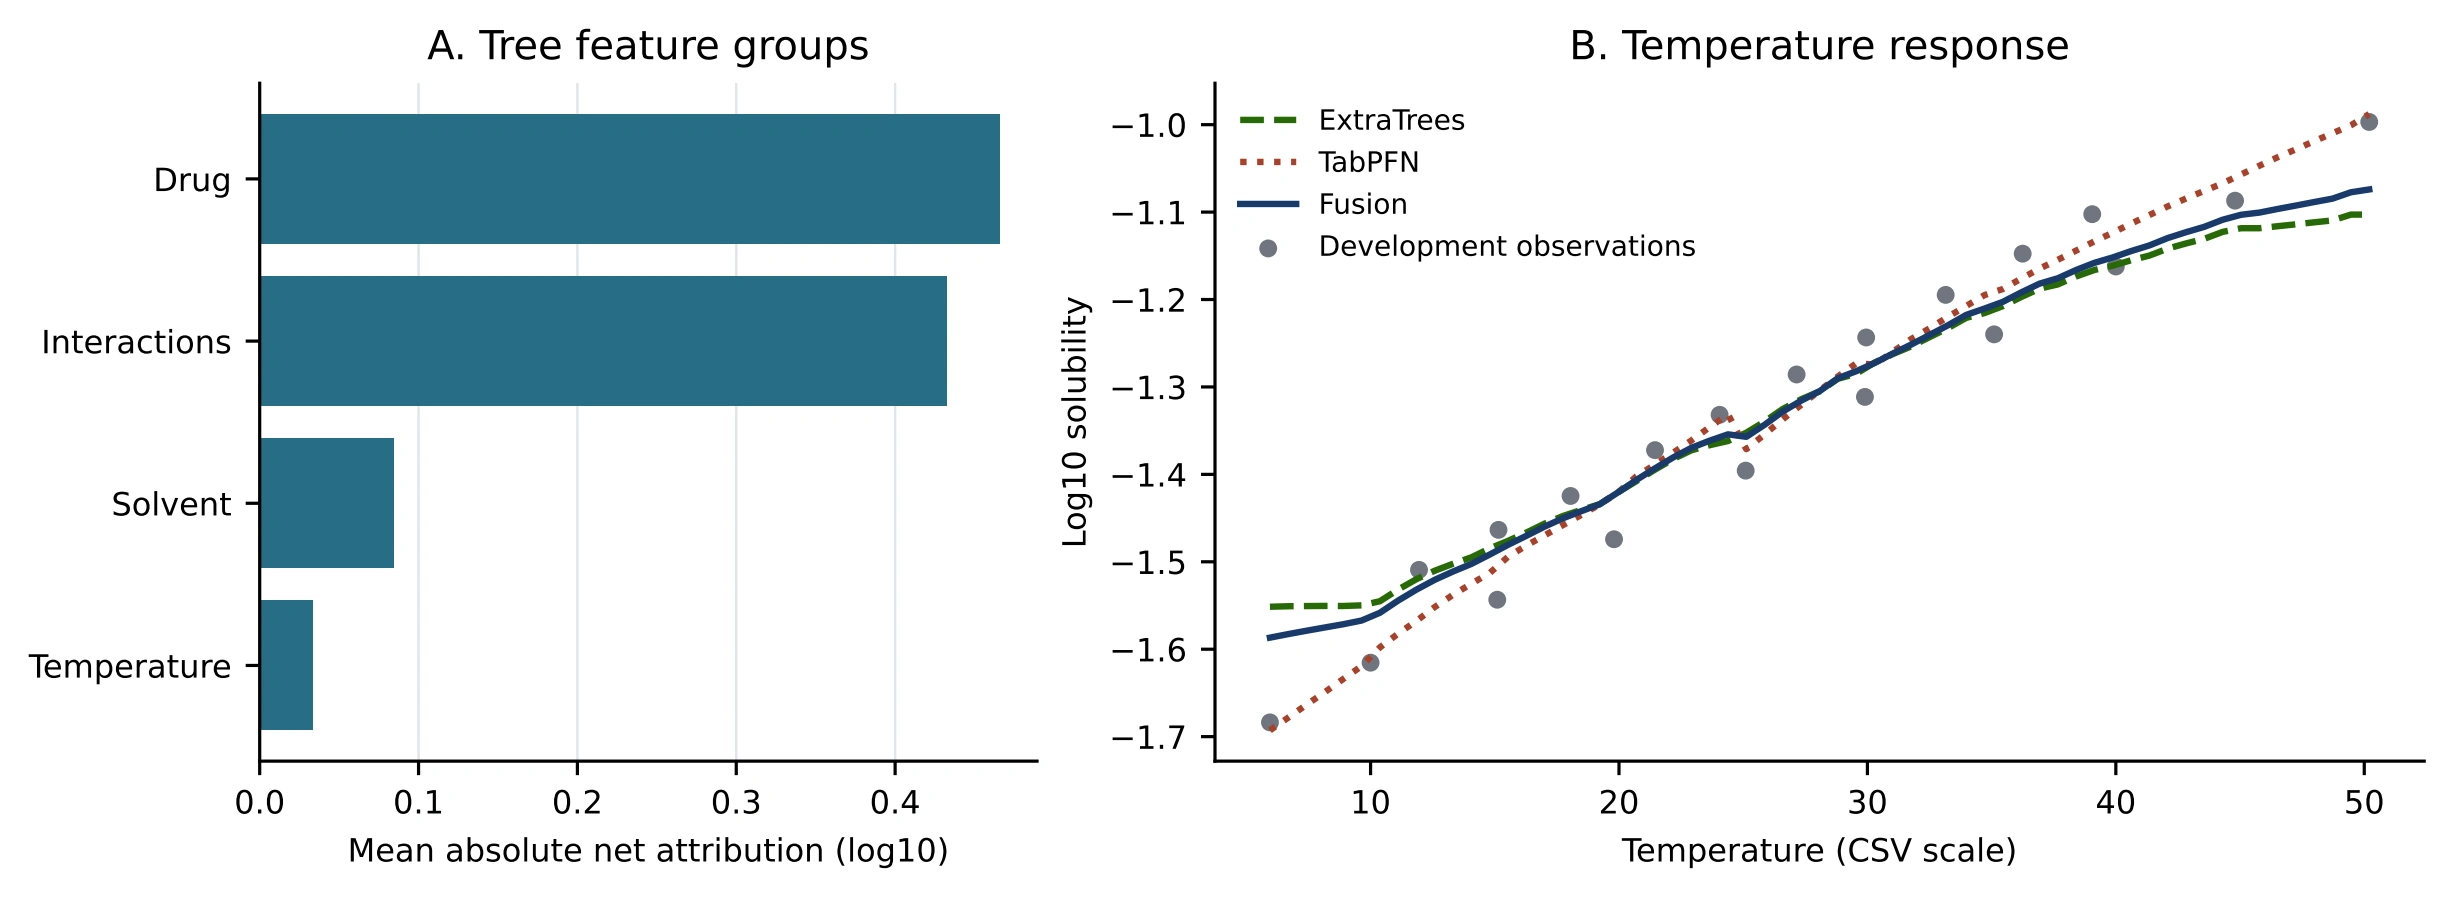 A. Tree feature groups
Drug
Interactions
Solvent
Temperature
0.0 0.1 0.2 0.3 0.4
Mean absolute net attribution (log10)
B. Temperature response
ExtraTrees
TabPFN
Fusion
Development observations
Log10 solubility
−1.0
−1.1
−1.2
−1.3
−1.4
−1.5
−1.6
−1.7
10 20 30 40 50
Temperature (CSV scale)